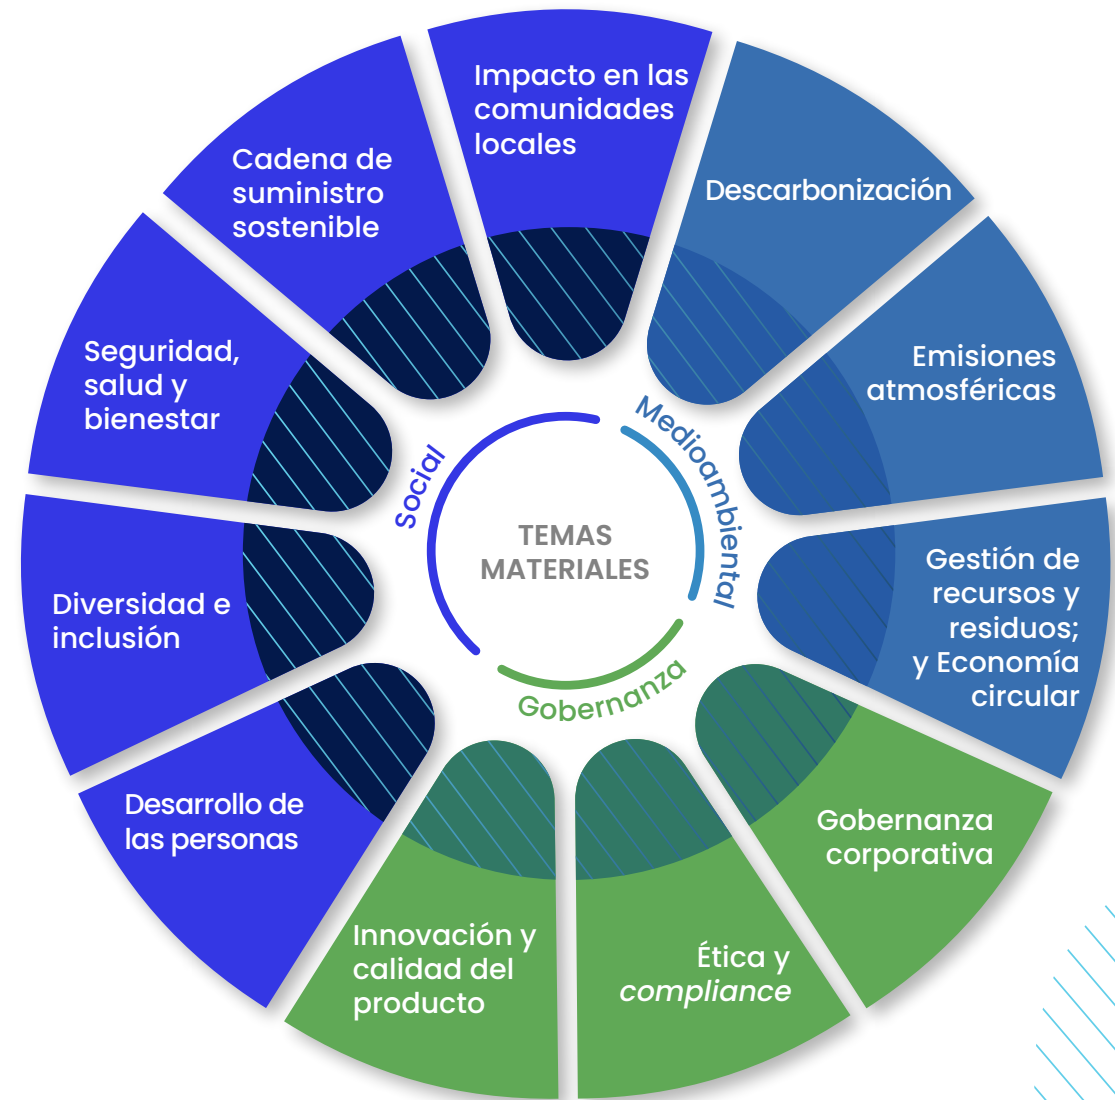 Impacto en las
comunidades
locales
Descarbonización
Emisiones
atmosféricas
Gestión de
recursos y
residuos;
y Economía
circular
Gobernanza
corporativa
Ética y
compliance
Innovación y
calidad del
producto
Desarrollo de
las personas
Diversidad e
inclusión
Seguridad,
salud y
bienestar
Cadena de
suministro
sostenible
Social
Medioambiental
Gobernanza
TEMAS
MATERIALES